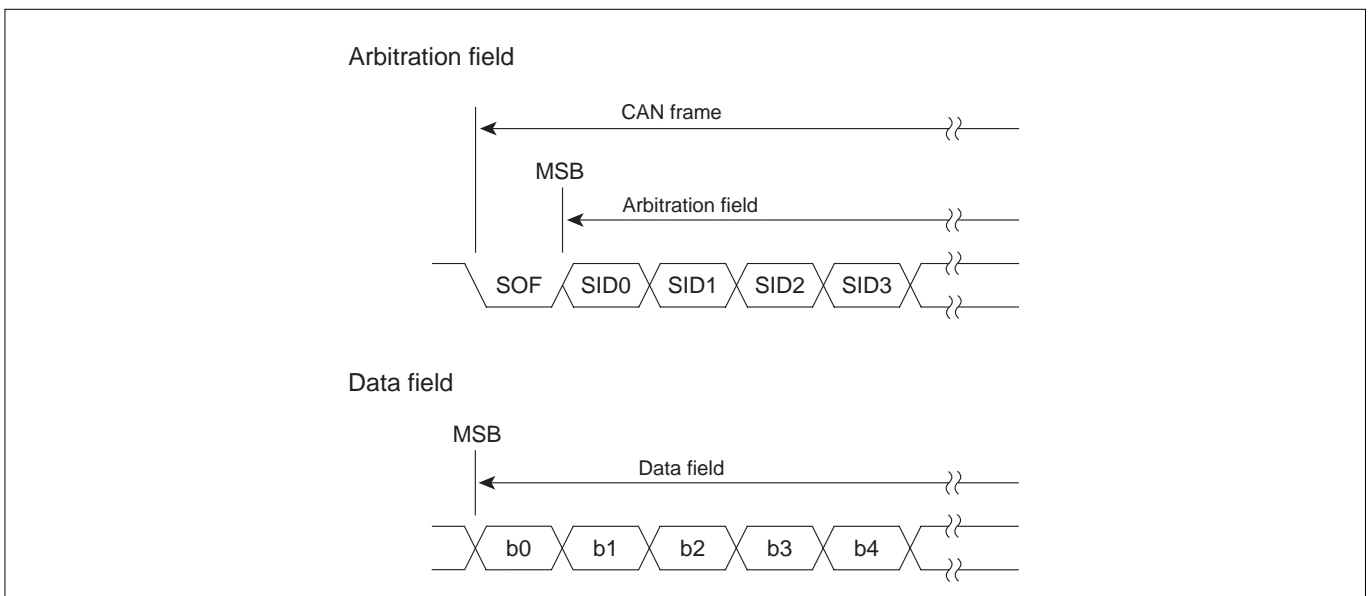 Arbitration field
CAN frame
MSB
Arbitration field
SOF SID0 SID1 SID2 SID3
Data field
MSB
Data field
b0 b1 b2 b3 b4